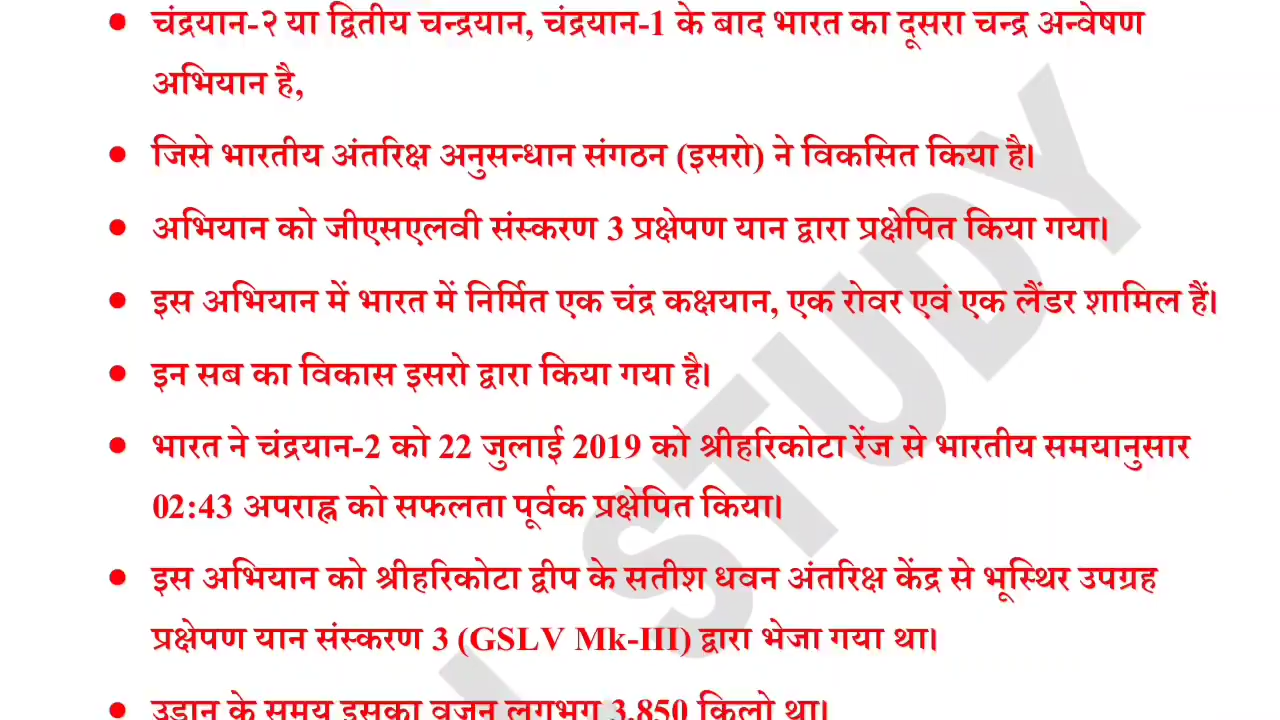 • चंद्रयान-२ या द्वितीय चन्द्रयान, चंद्रयान-1 के बाद भारत का दूसरा चन्द्र अन्वेषण
अभियान है,
• जिसे भारतीय अंतरिक्ष अनुसन्धान संगठन (इसरो) ने विकसित किया है।
• अभियान को जीएसएलवी संस्करण 3 प्रक्षेपण यान द्वारा प्रक्षेपित किया गया।
• इस अभियान में भारत में निर्मित एक चंद्र कक्षयान, एक रोवर एवं एक लैंडर शामिल हैं।
• इन सब का विकास इसरो द्वारा किया गया है।
• भारत ने चंद्रयान-2 को 22 जुलाई 2019 को श्रीहरिकोटा रेंज से भारतीय समयानुसार
02:43 अपराह्न को सफलता पूर्वक प्रक्षेपित किया।
• इस अभियान को श्रीहरिकोटा द्वीप के सतीश धवन अंतरिक्ष केंद्र से भूस्थिर उपग्रह
प्रक्षेपण यान संस्करण 3 (GSLV Mk-III) द्वारा भेजा गया था।
• उड़ान के समय इसका वजन लगभग 3,850 किलो था।
STUDY